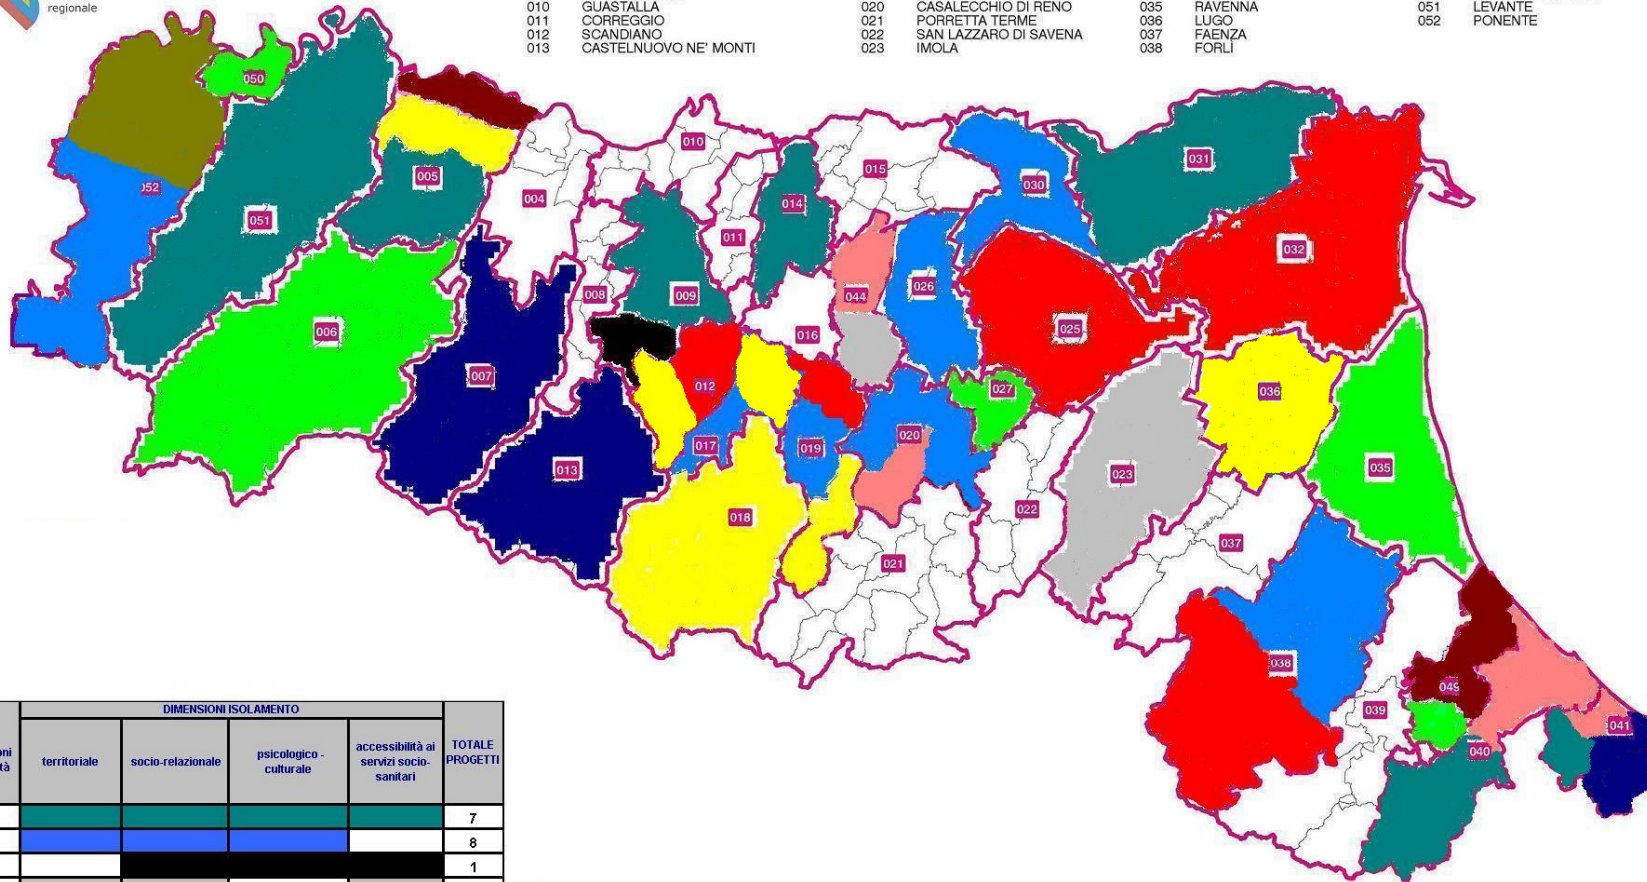 regionale
010 GUASTALLA
011 CORREGGIO
012 SCANDIANO
013 CASTELNUOVO NE' MONTI
020 CASALECCHIO DI RENO
021 PORRETTA TERME
022 SAN LAZZARO DI SAVENA
023 IMOLA
035 RAVENNA
036 LUGO
037 FAENZA
038 FORLÌ
051 LEVANTE
052 PONENTE
050
010
031
015
005
052
030
004
014
051
011
032
026
009
008
044
006
016
025
007
012
027
036
017
019
020
013
035
023
022
018
037
021
038
049
039
041
040
DIMENSIONI ISOLAMENTO
territoriale
socio-relazionale
psicologico - culturale
accessibilità ai servizi socio-sanitari
TOTALE PROGETTI
7
8
1